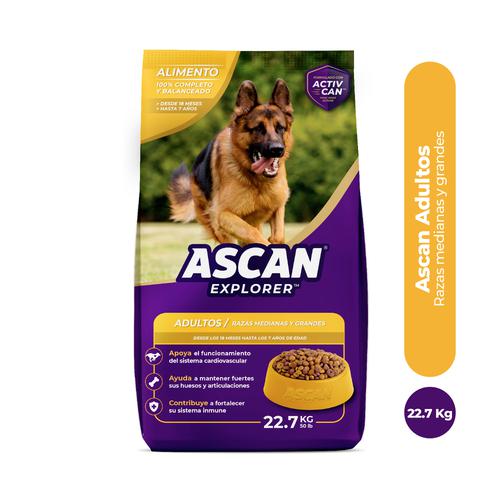 ALIMENTO
100% COMPLETO
Y BALANCEADO
> DESDE 18 MESES
> HASTA 7 AÑOS
FORMULADO CON
ACTIV
CAN™
ASCAN®
EXPLORER™
ADULTOS / RAZAS MEDIANAS Y GRANDES
DESDE LOS 18 MESES HASTA LOS 7 AÑOS DE EDAD
Apoya el funcionamiento
del sistema cardiovascular
Ayuda a mantener fuertes
sus huesos y articulaciones
Contribuye a fortalecer
su sistema inmune
ASCAN
22.7 KG
50 lb
Ascan Adultos
Razas medianas y grandes
22.7 Kg